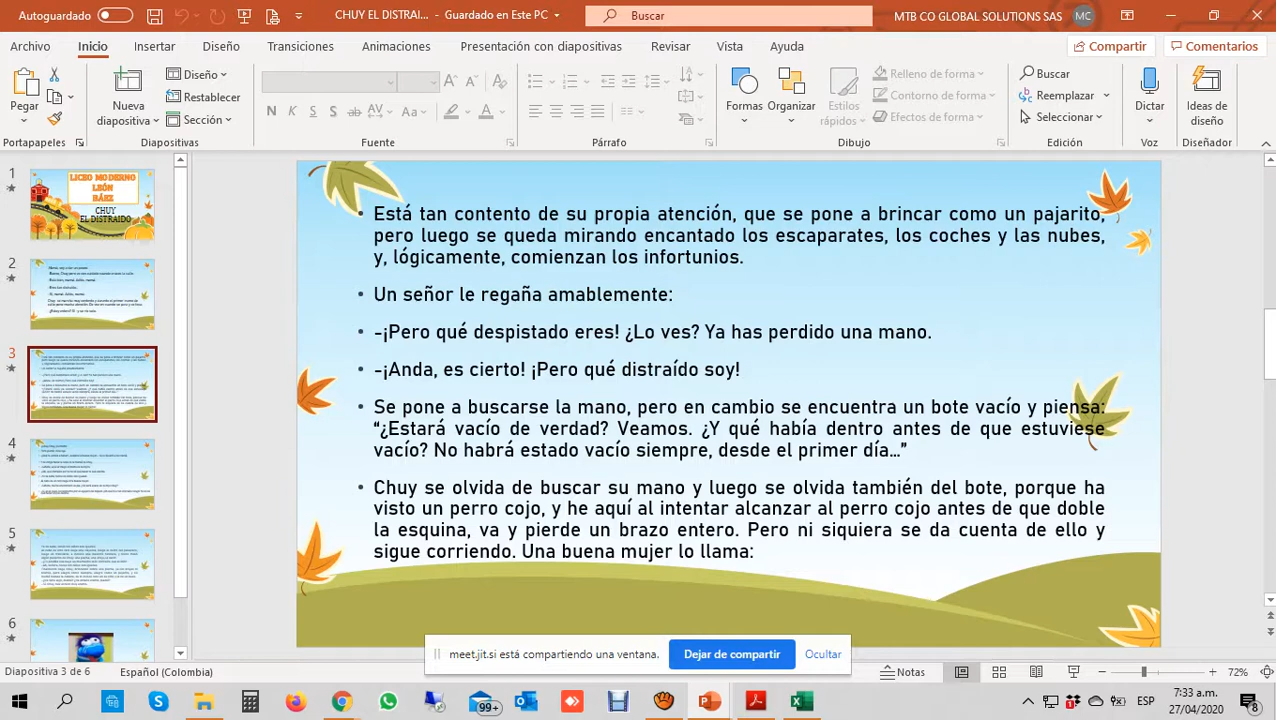 Autoguardado
CHUY EL DISTRAI... - Guardado en Este PC
Buscar
MTB CO GLOBAL SOLUTIONS SAS
MC
Archivo
Inicio
Insertar
Diseño
Transiciones
Animaciones
Presentación con diapositivas
Revisar
Vista
Ayuda
Compartir
Comentarios
Pegar
Nueva
diapositiva
Diseño
Restablecer
Sección
Formas
Organizar
Estilos
rápidos
Relleno de forma
Contorno de forma
Efectos de forma
Buscar
Reemplazar
Seleccionar
Dictar
Ideas de
diseño
Portapapeles
Diapositivas
Fuente
Párrafo
Dibujo
Edición
Voz
Diseñador
1
LICEO MODERNO
LEÓN
BÁEZ
CHUY
EL DISTRAIDO
2
3
4
5
6
• Está tan contento de su propia atención, que se pone a brincar como un pajarito,
pero luego se queda mirando encantado los escaparates, los coches y las nubes,
y, lógicamente, comienzan los infortunios.
• Un señor le regaña amablemente:
• -¡Pero qué despistado eres! ¿Lo ves? Ya has perdido una mano.
• -¡Anda, es cierto! ¡Pero qué distraído soy!
• Se pone a buscarse la mano, pero en cambio se encuentra un bote vacío y piensa:
“¿Estará vacío de verdad? Veamos. ¿Y qué había dentro antes de que estuviese
vacío? No habrá estado vacío siempre, desde el primer día…”
• Chuy se olvida de buscar su mano y luego se olvida también del bote, porque ha
visto un perro cojo, y he aquí al intentar alcanzar al perro cojo antes de que doble
la esquina, va y pierde un brazo entero. Pero ni siquiera se da cuenta de ello y
sigue corriendo. Una buena mujer lo llama:
meet.jit.si está compartiendo una ventana.
Dejar de compartir
Ocultar
Diapositiva 3 de 6
Español (Colombia)
Notas
72%
99+
ESP
7:33 a.m.
27/04/2020
8